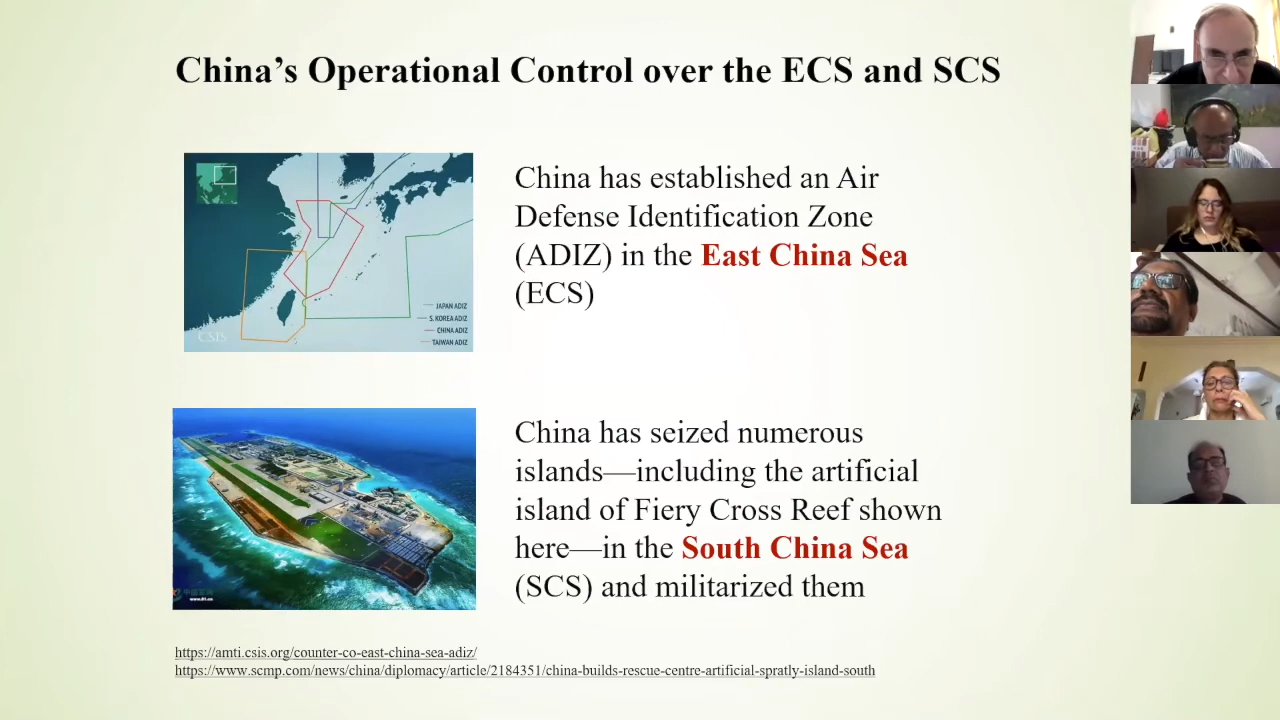 China’s Operational Control over the ECS and SCS
China has established an Air
Defense Identification Zone
(ADIZ) in the East China Sea
(ECS)
JAPAN ADIZ
S. KOREA ADIZ
CHINA ADIZ
TAIWAN ADIZ
CSIS
China has seized numerous
islands—including the artificial
island of Fiery Cross Reef shown
here—in the South China Sea
(SCS) and militarized them
www.81.cn
https://amti.csis.org/counter-co-east-china-sea-adiz/
https://www.scmp.com/news/china/diplomacy/article/2184351/china-builds-rescue-centre-artificial-spratly-island-south